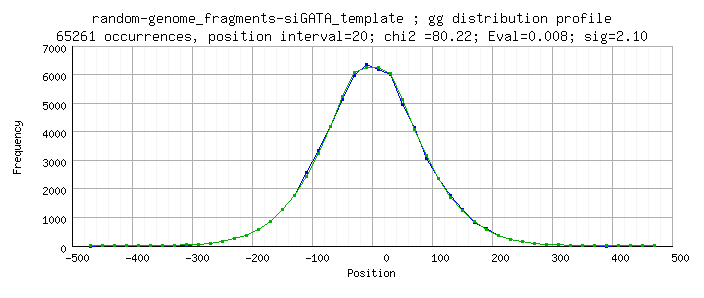 random-genome_fragments-siGATA_template ; gg distribution profile
65261 occurrences, position interval=20; chi2 =80.22; Eval=0.008; sig=2.10
7000
6000
5000
4000
3000
2000
1000
0
Frequency
-500 -400 -300 -200 -100 0 100 200 300 400 500
Position